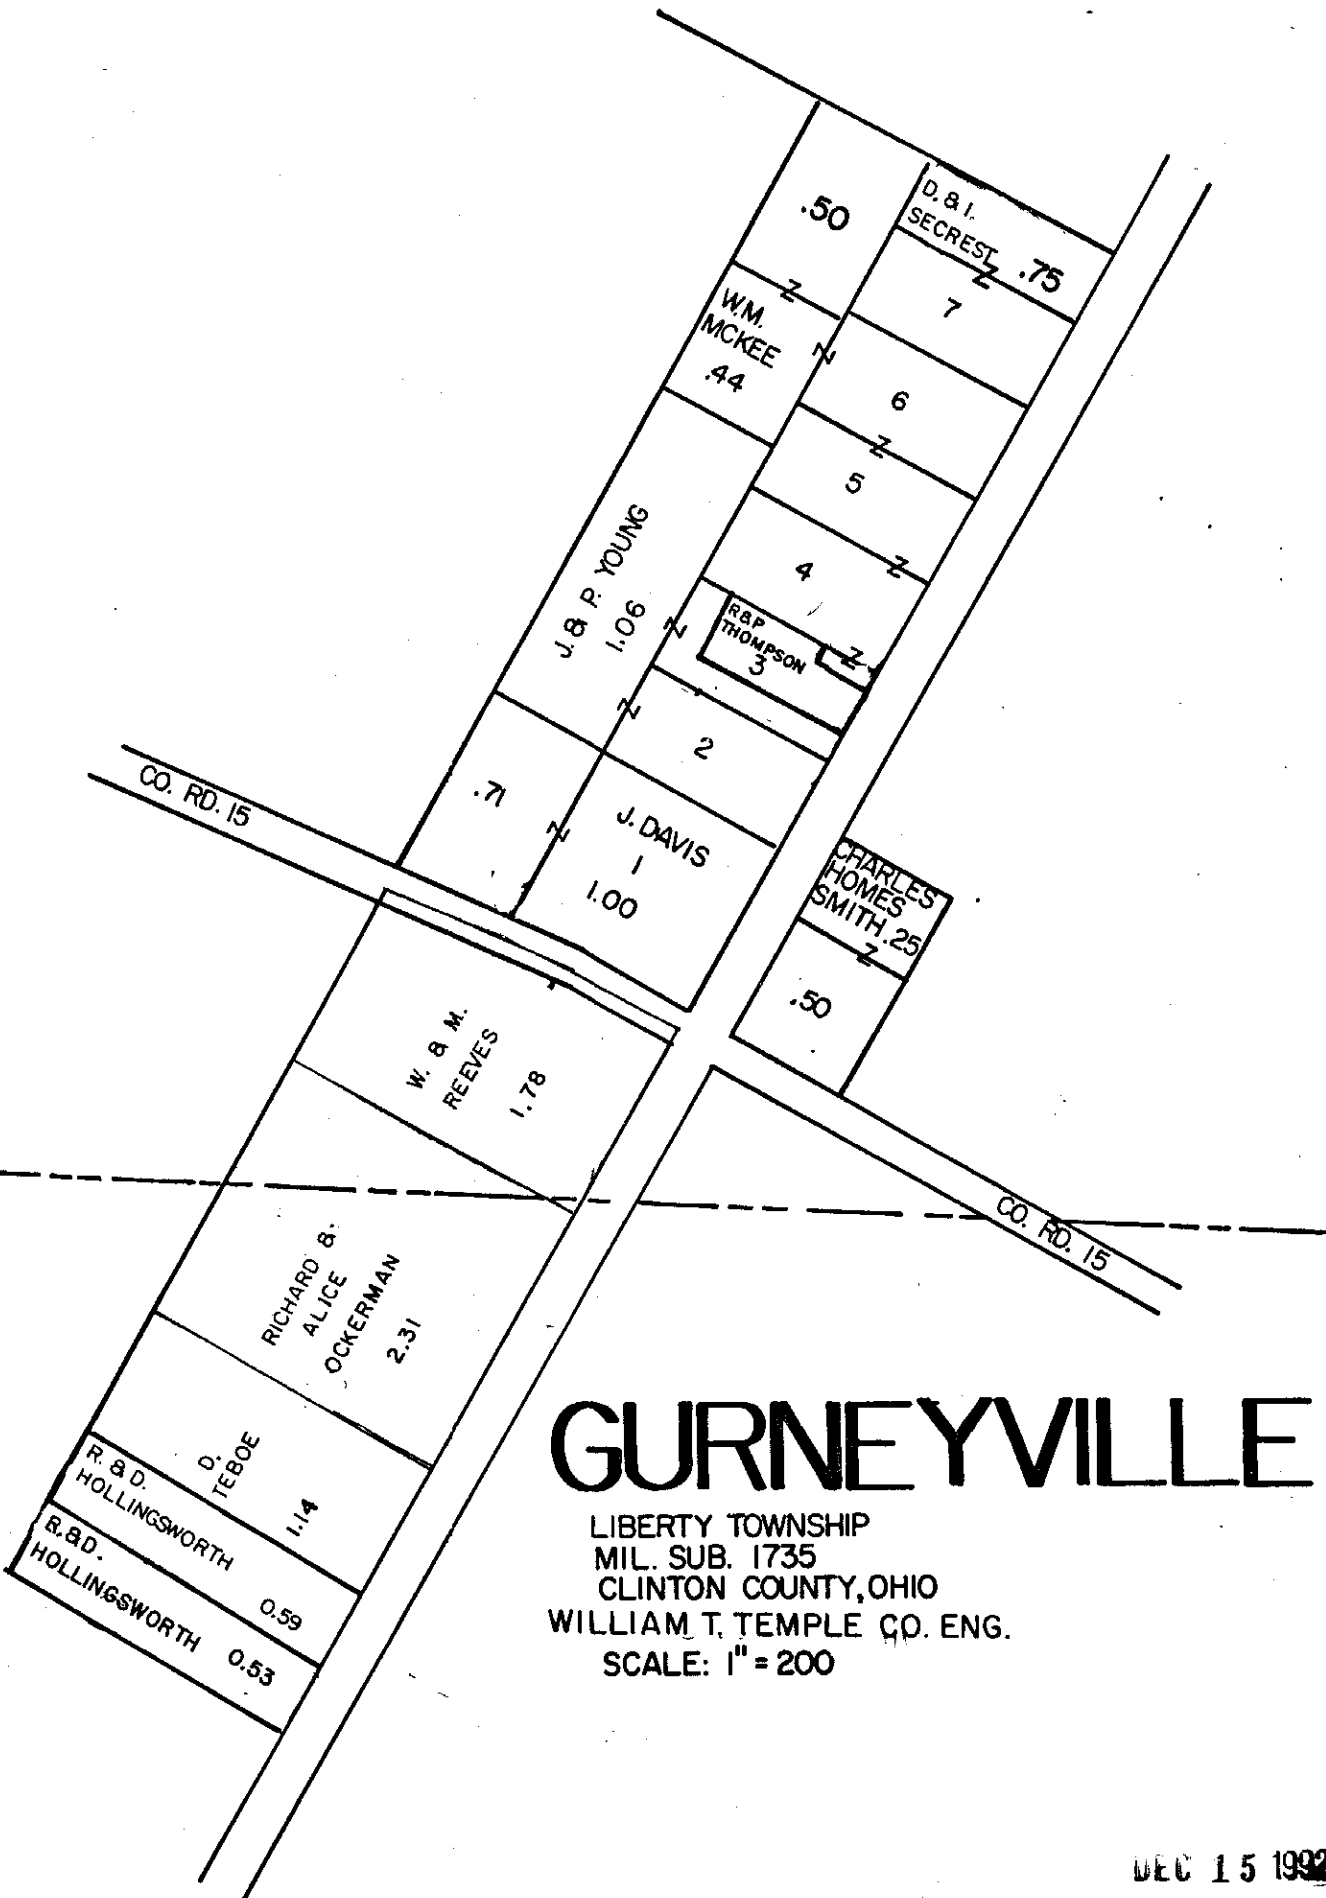 .50
D. & I.
SECREST .75
7
W.M.
MCKEE
.44
6
5
4
J. & P. YOUNG
1.06
R&P
THOMPSON
3
2
.71
J. DAVIS
1
1.00
CO. RD. 15
CHARLES
HOMES
SMITH .25
.50
W. & M.
REEVES
1.78
CO. RD. 15
RICHARD &
ALICE
OCKERMAN
2.31
D.
TEBOE
1.14
R. & D.
HOLLINGSWORTH 0.59
R. & D.
HOLLINGSWORTH 0.53
GURNEYVILLE
LIBERTY TOWNSHIP
MIL. SUB. 1735
CLINTON COUNTY, OHIO
WILLIAM T. TEMPLE CO. ENG.
SCALE: 1" = 200
DEC 15 1992